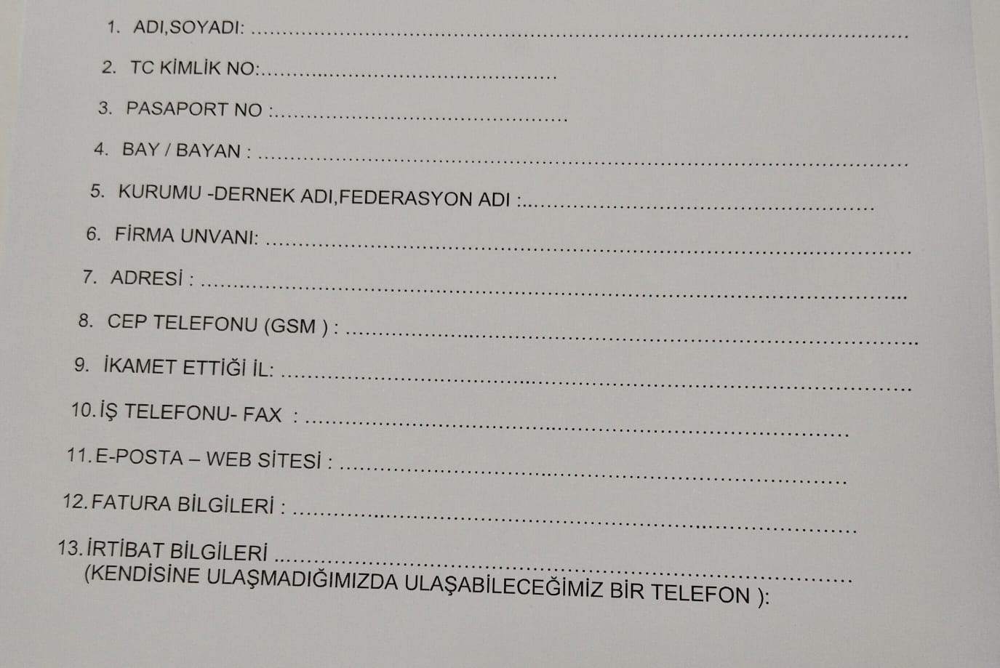 1. ADI,SOYADI: ........................................................................................................
2. TC KİMLİK NO:................................................
3. PASAPORT NO :................................................
4. BAY / BAYAN : ........................................................................................................
5. KURUMU -DERNEK ADI,FEDERASYON ADI :........................................................
6. FİRMA UNVANI: ........................................................................................................
7. ADRESİ : ................................................................................................................
8. CEP TELEFONU (GSM ) : ............................................................................................
9. İKAMET ETTİĞİ İL: ....................................................................................................
10. İŞ TELEFONU- FAX : ................................................................................................
11. E-POSTA – WEB SİTESİ : ..........................................................................................
12. FATURA BİLGİLERİ : ................................................................................................
13. İRTİBAT BİLGİLERİ ..................................................................................................
(KENDİSİNE ULAŞMADIĞIMIZDA ULAŞABİLECEĞİMİZ BİR TELEFON ):